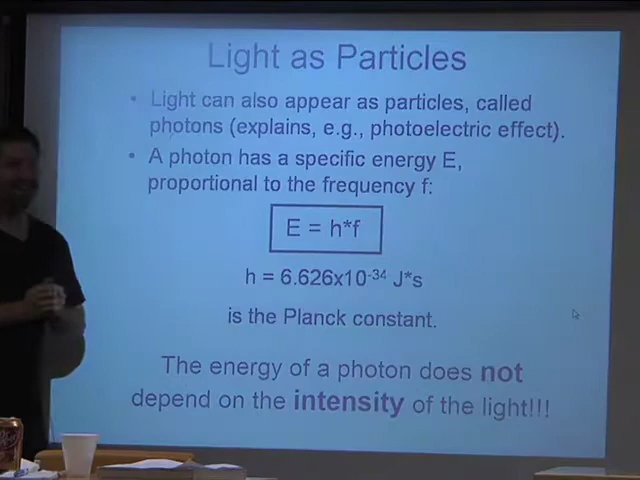 Light as Particles
• Light can also appear as particles, called
photons (explains, e.g., photoelectric effect).
• A photon has a specific energy E,
proportional to the frequency f:
E = h*f
h = 6.626x10⁻³⁴ J*s
is the Planck constant.
The energy of a photon does not
depend on the intensity of the light!!!